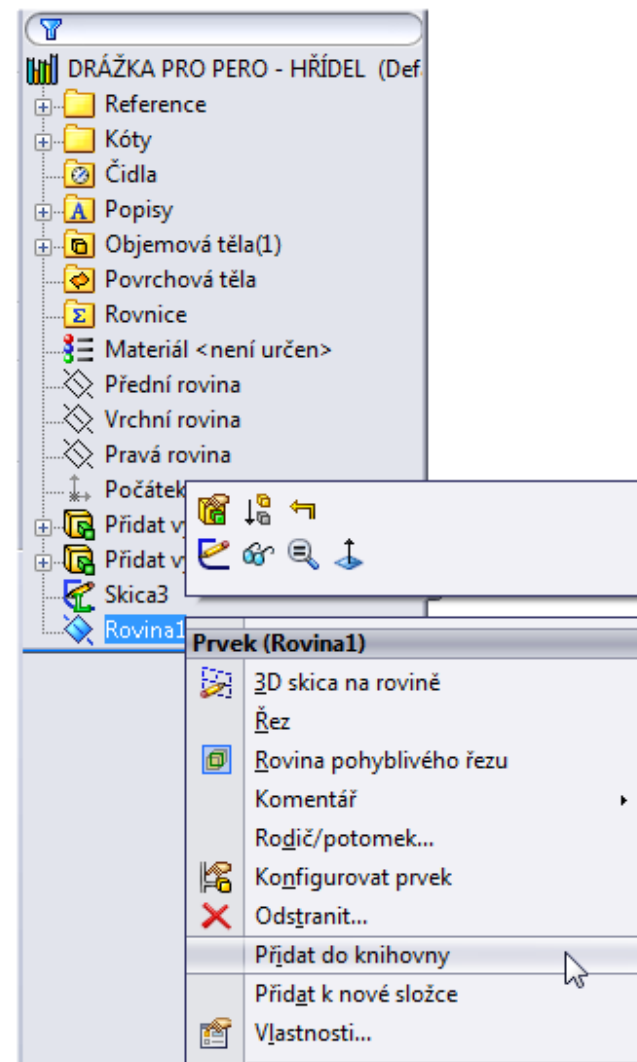 DRÁŽKA PRO PERO - HŘÍDEL (Def
Reference
Kóty
Čidla
Popisy
Objemová těla(1)
Povrchová těla
Rovnice
Materiál <není určen>
Přední rovina
Vrchní rovina
Pravá rovina
Počátek
Přidat v
Přidat v
Skica3
Rovina1
Prvek (Rovina1)
3D skica na rovině
Řez
Rovina pohyblivého řezu
Komentář
Rodič/potomek...
Konfigurovat prvek
Odstranit...
Přidat do knihovny
Přidat k nové složce
Vlastnosti...